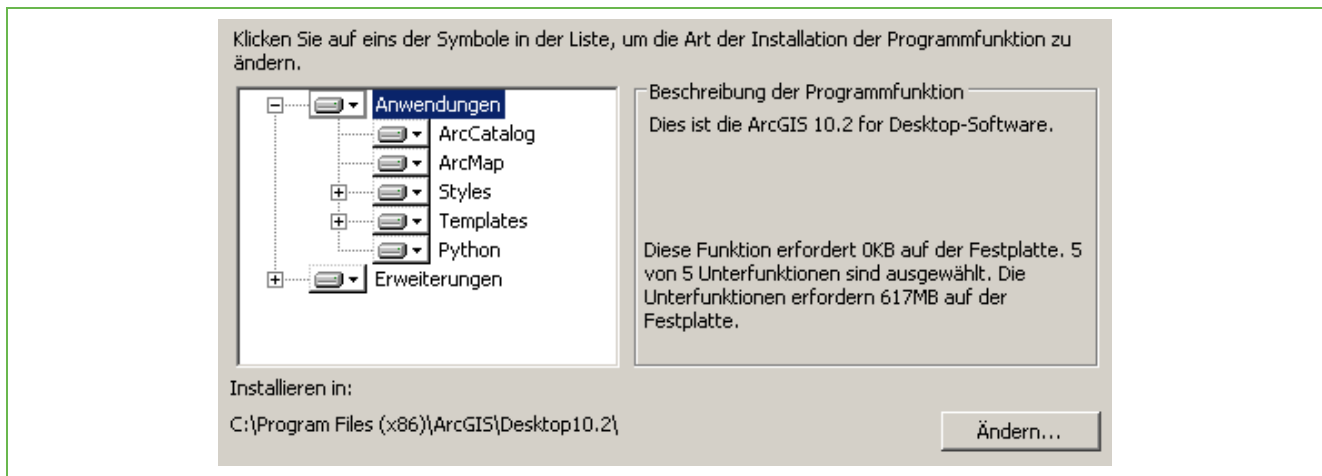 Klicken Sie auf eins der Symbole in der Liste, um die Art der Installation der Programmfunktion zu
ändern.
Anwendungen
ArcCatalog
ArcMap
Styles
Templates
Python
Erweiterungen
Beschreibung der Programmfunktion
Dies ist die ArcGIS 10.2 for Desktop-Software.
Diese Funktion erfordert 0KB auf der Festplatte. 5
von 5 Unterfunktionen sind ausgewählt. Die
Unterfunktionen erfordern 617MB auf der
Festplatte.
Installieren in:
C:\Program Files (x86)\ArcGIS\Desktop10.2\
Ändern...